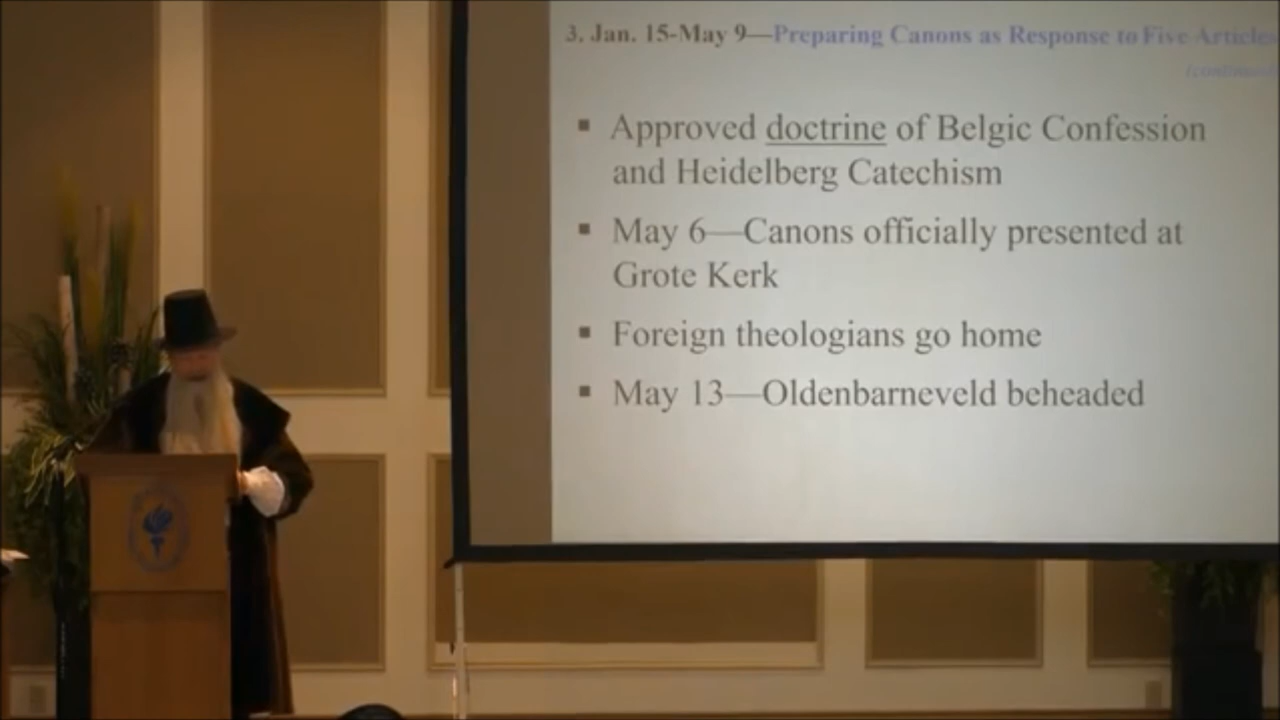 3. Jan. 15-May 9—Preparing Canons as Response to Five Articles
▪ Approved doctrine of Belgic Confession
and Heidelberg Catechism
▪ May 6—Canons officially presented at
Grote Kerk
▪ Foreign theologians go home
▪ May 13—Oldenbarneveld beheaded